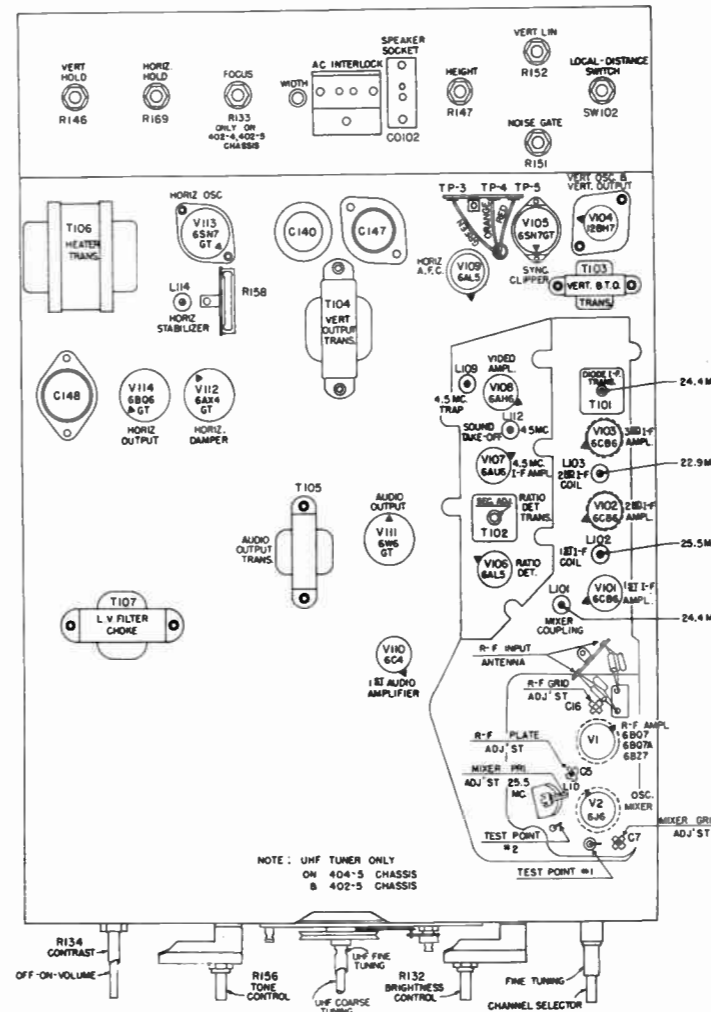 VERT LIN
R152
SPEAKER
SOCKET
AC INTERLOCK
VERT
HOLD
R146
HORIZ.
HOLD
R169
FOCUS
R133
ONLY ON
402-4,402-5
CHASSIS
WIDTH
CO102
HEIGHT
R147
LOCAL-DISTANCE
SWITCH
SW102
NOISE GATE
R151
T106
HEATER
TRANS.
HORIZ OSC
V113
6SN7
GT
C140
C147
TP-3 TP-4 TP-5
GREEN
ORANGE
RED
V105
6SN7GT
SYNC
CLIPPER
VERT OSC &
VERT. OUTPUT
V104
12BH7
HORIZ
A.F.C.
V109
6AL5
T103
VERT. B.T.O.
TRANS.
L114
HORIZ
STABILIZER
R158
T104
VERT
OUTPUT
TRANS.
C148
V114
6BQ6
GT
HORIZ
OUTPUT
V112
6AX4
GT
HORIZ.
DAMPER
L109
4.5 MC.
TRAP
VIDEO
AMPL.
V108
6AH6
L112
4.5MC
SOUND
TAKE-OFF
DIODE I-F
TRANS.
T101
24.4M
V103
6CB6
3RD I-F
AMPL.
V107
6AU6
4.5 MC.
I-F AMPL
L103
2ND I-F
COIL
22.9M
SEC. ADJ.
T102
RATIO
DET
TRANS.
V102
6CB6
2ND I-F
AMPL.
L102
1ST I-F
COIL
25.5M
V106
6AL5
RATIO
DET.
V101
6CB6
1ST I-F
AMPL.
L101
MIXER
COUPLING
24.4M
T105
AUDIO
OUTPUT
TRANS.
AUDIO
OUTPUT
V111
6W6
GT
T107
L V FILTER
CHOKE
V110
6C4
1ST AUDIO
AMPLIFIER
R-F INPUT
ANTENNA
R-F GRID
ADJ'ST
C16
R-F AMPL
6BQ7
6BQ7A
6BZ7
V1
R-F PLATE
ADJ'ST
C5
MIXER PRI.
ADJ'ST 25.5
MC.
L10
V2
6J6
OSC.
MIXER
TEST POINT
#2
C7
MIXER GRI
ADJ'ST
TEST POINT #1
NOTE : UHF TUNER ONLY
ON 404-5 CHASSIS
& 402-5 CHASSIS
R134
CONTRAST
OFF-ON-VOLUME
R156
TONE
CONTROL
UHF FINE
TUNING
UHF COARSE
TUNING
R132
BRIGHTNESS
CONTROL
FINE TUNING
CHANNEL SELECTOR